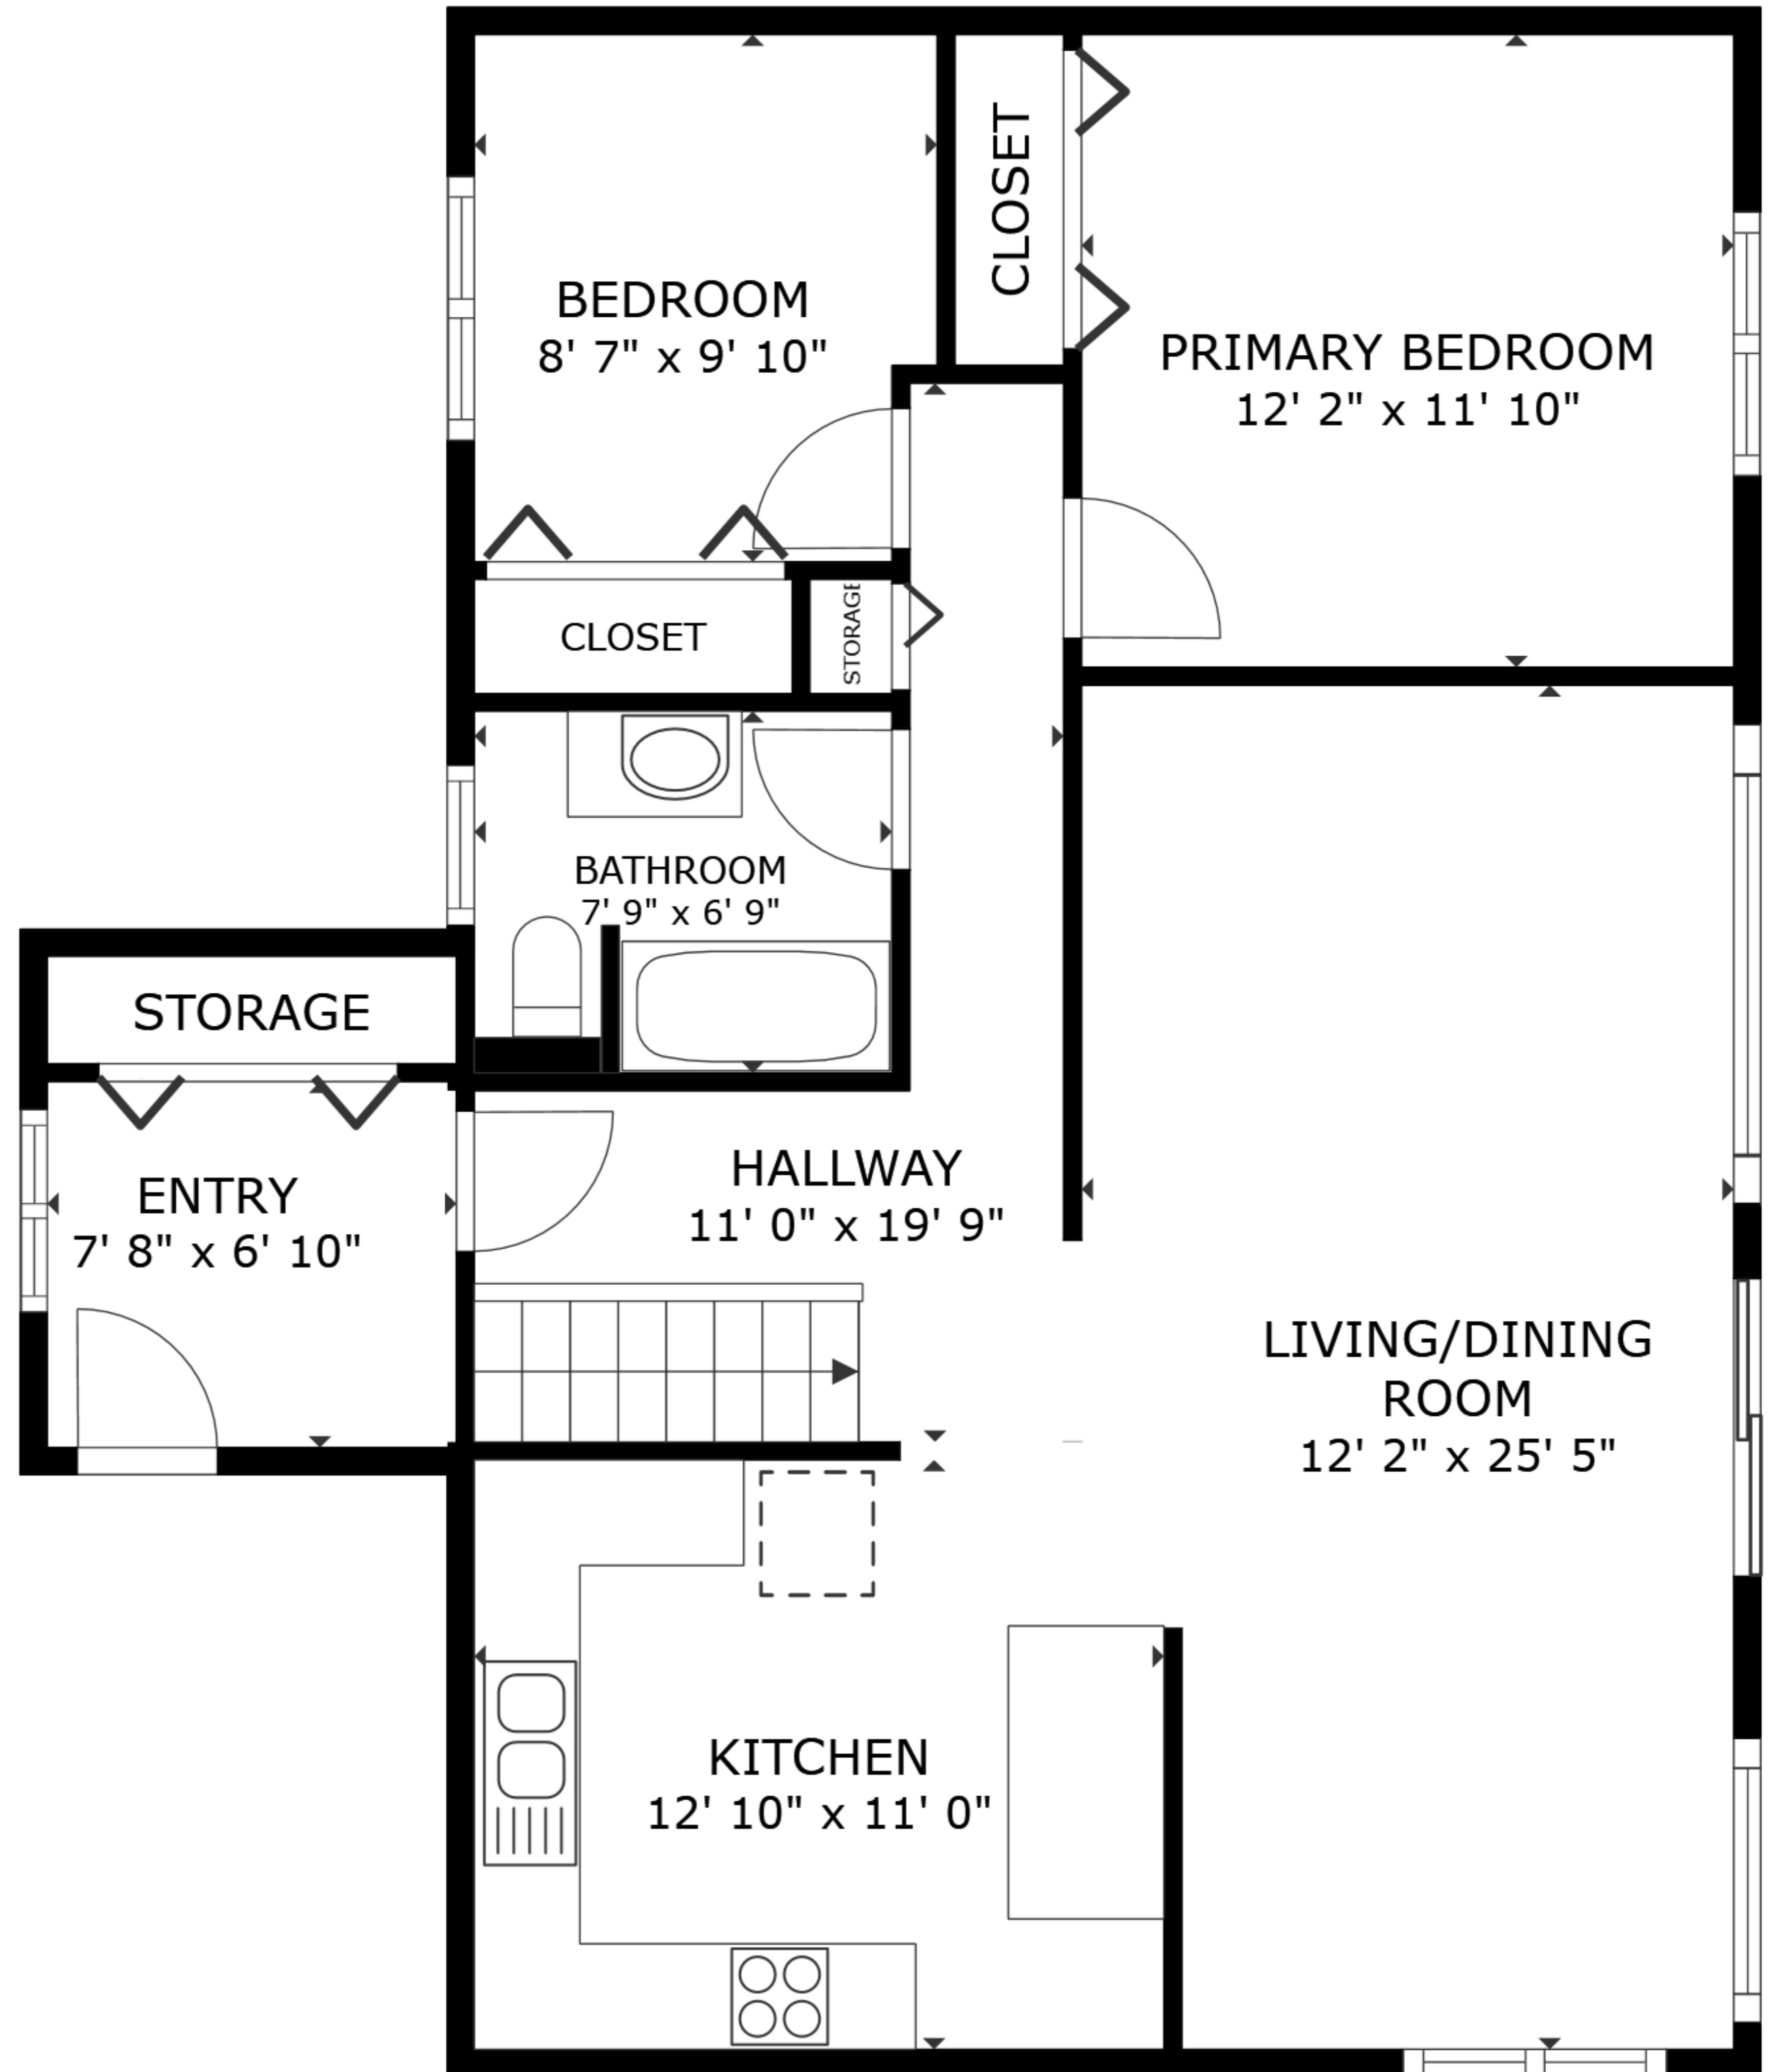 BEDROOM
8' 7" x 9' 10"
CLOSET
PRIMARY BEDROOM
12' 2" x 11' 10"
CLOSET
STORAGE
BATHROOM
7' 9" x 6' 9"
STORAGE
ENTRY
7' 8" x 6' 10"
HALLWAY
11' 0" x 19' 9"
LIVING/DINING
ROOM
12' 2" x 25' 5"
KITCHEN
12' 10" x 11' 0"